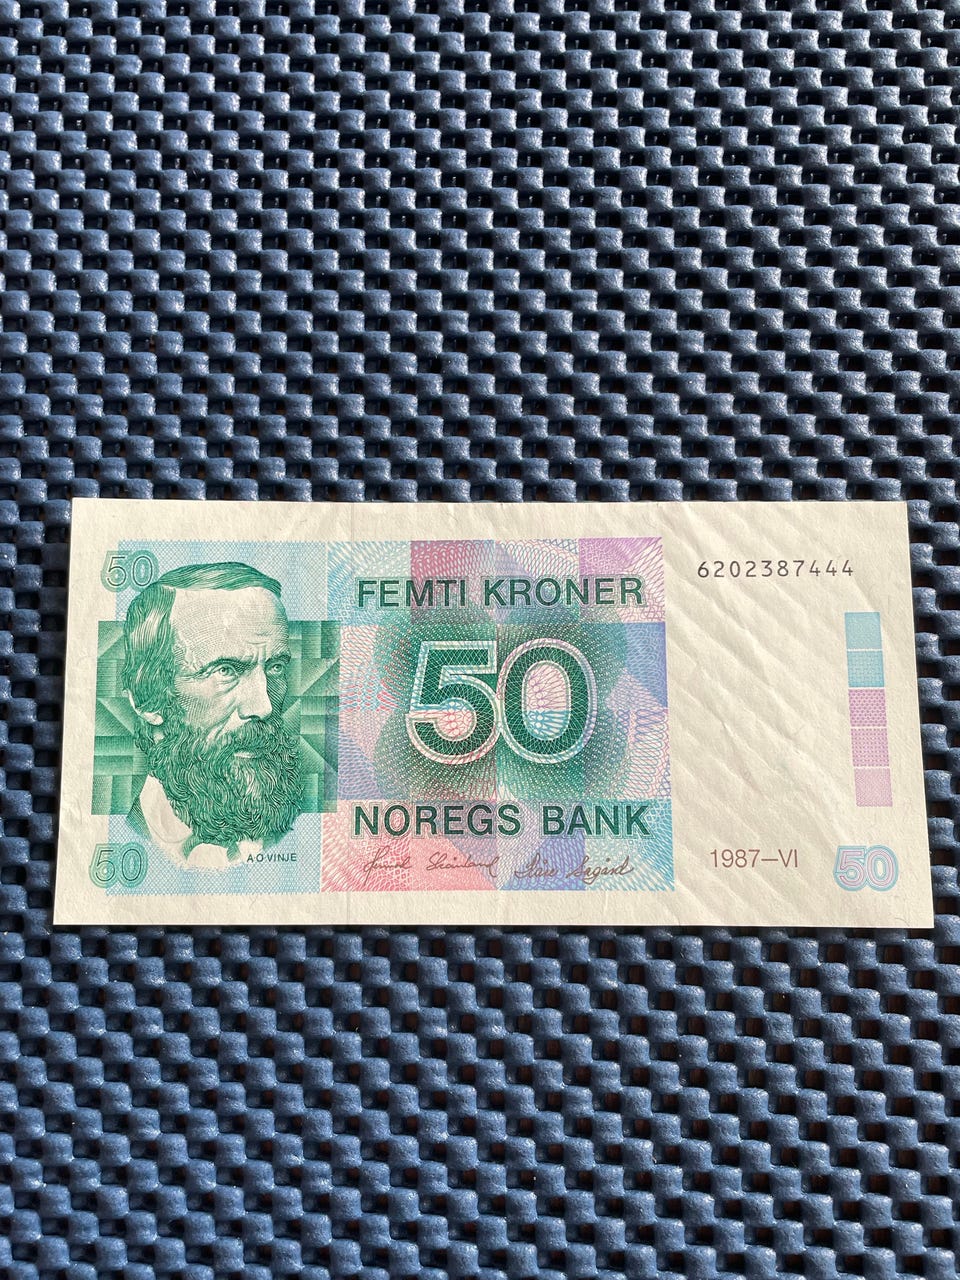 50
FEMTI KRONER
6202387444
50
NOREGS BANK
50
A O VINJE
1987–VI
50